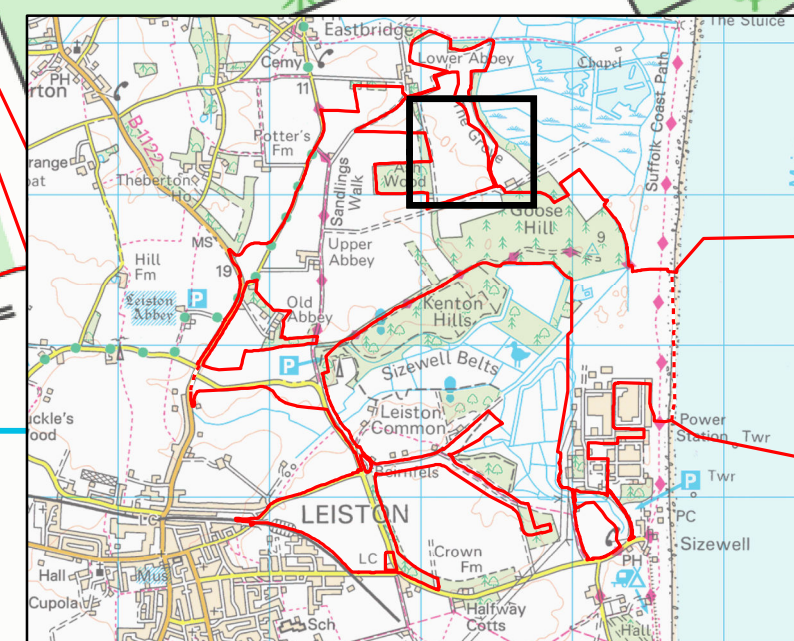 The Sluice
Eastbridge
Lower Abbey
Chapel
Cemy
PH
rton
11
B 1122
Potter's
Fm
The Grove
Suffolk Coast Path
range
oat
Theberton
Ho
Sandlings
Walk
Ash
Wood
Goose
Hill
9
MS
19
Upper
Abbey
Hill
Fm
Leiston
Abbey
P
Old
Abbey
Kenton
Hills
P
Sizewell Belts
Leiston
Common
uckle's
ood
Power
Station
Twr
P
Twr
LEISTON
LC
PC
Sizewell
Hall
Mus
Cupola
Crown
Fm
PH
Halfway
Cotts
Sch
Hall